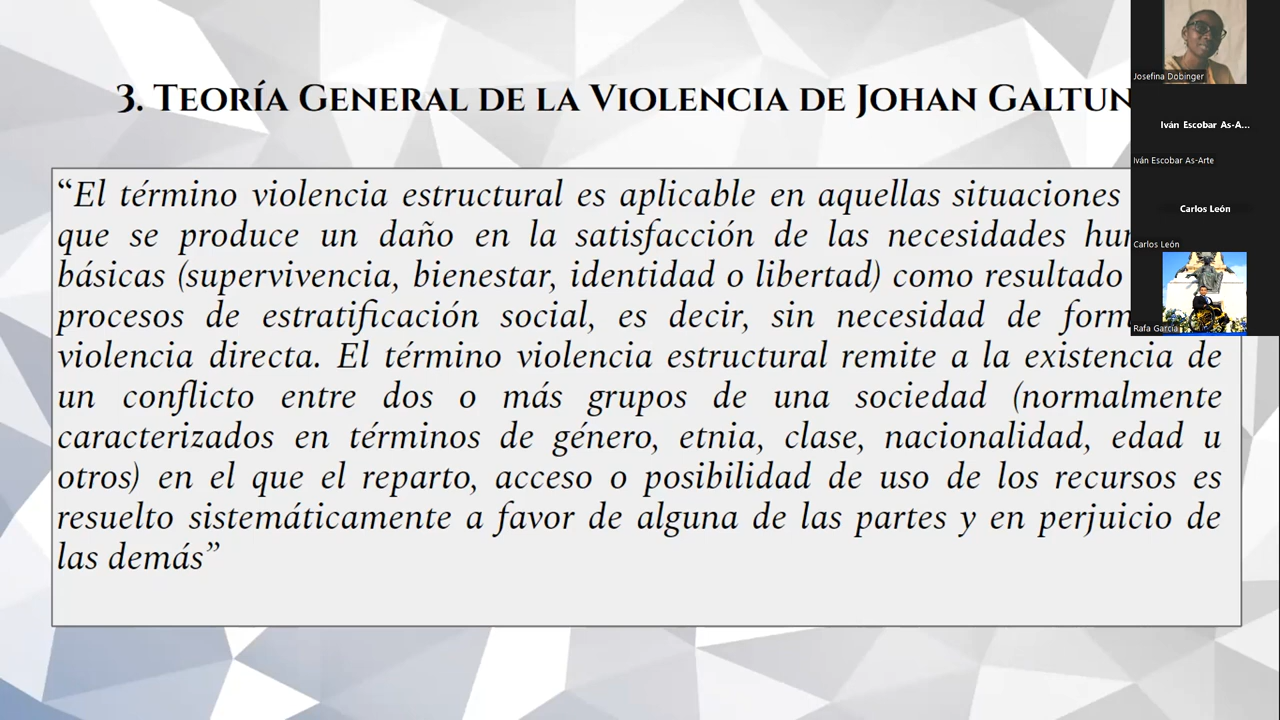 3. Teoría General de la Violencia de Johan Galtun
“El término violencia estructural es aplicable en aquellas situaciones
que se produce un daño en la satisfacción de las necesidades
básicas (supervivencia, bienestar, identidad o libertad) como resultado
procesos de estratificación social, es decir, sin necesidad de
violencia directa. El término violencia estructural remite a la existencia de
un conflicto entre dos o más grupos de una sociedad (normalmente
caracterizados en términos de género, etnia, clase, nacionalidad, edad u
otros) en el que el reparto, acceso o posibilidad de uso de los recursos es
resuelto sistemáticamente a favor de alguna de las partes y en perjuicio de
las demás”
Josefina Dobinger
Iván Escobar As-A...
Iván Escobar As-Arte
Carlos León
Carlos León
Rafa García